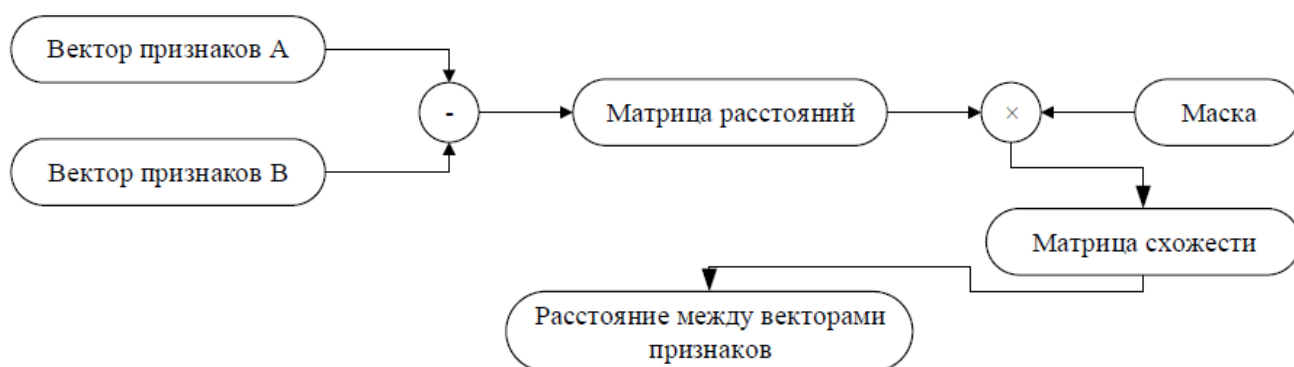 Вектор признаков А
Вектор признаков В
-
Матрица расстояний
×
Маска
Матрица схожести
Расстояние между векторами
признаков